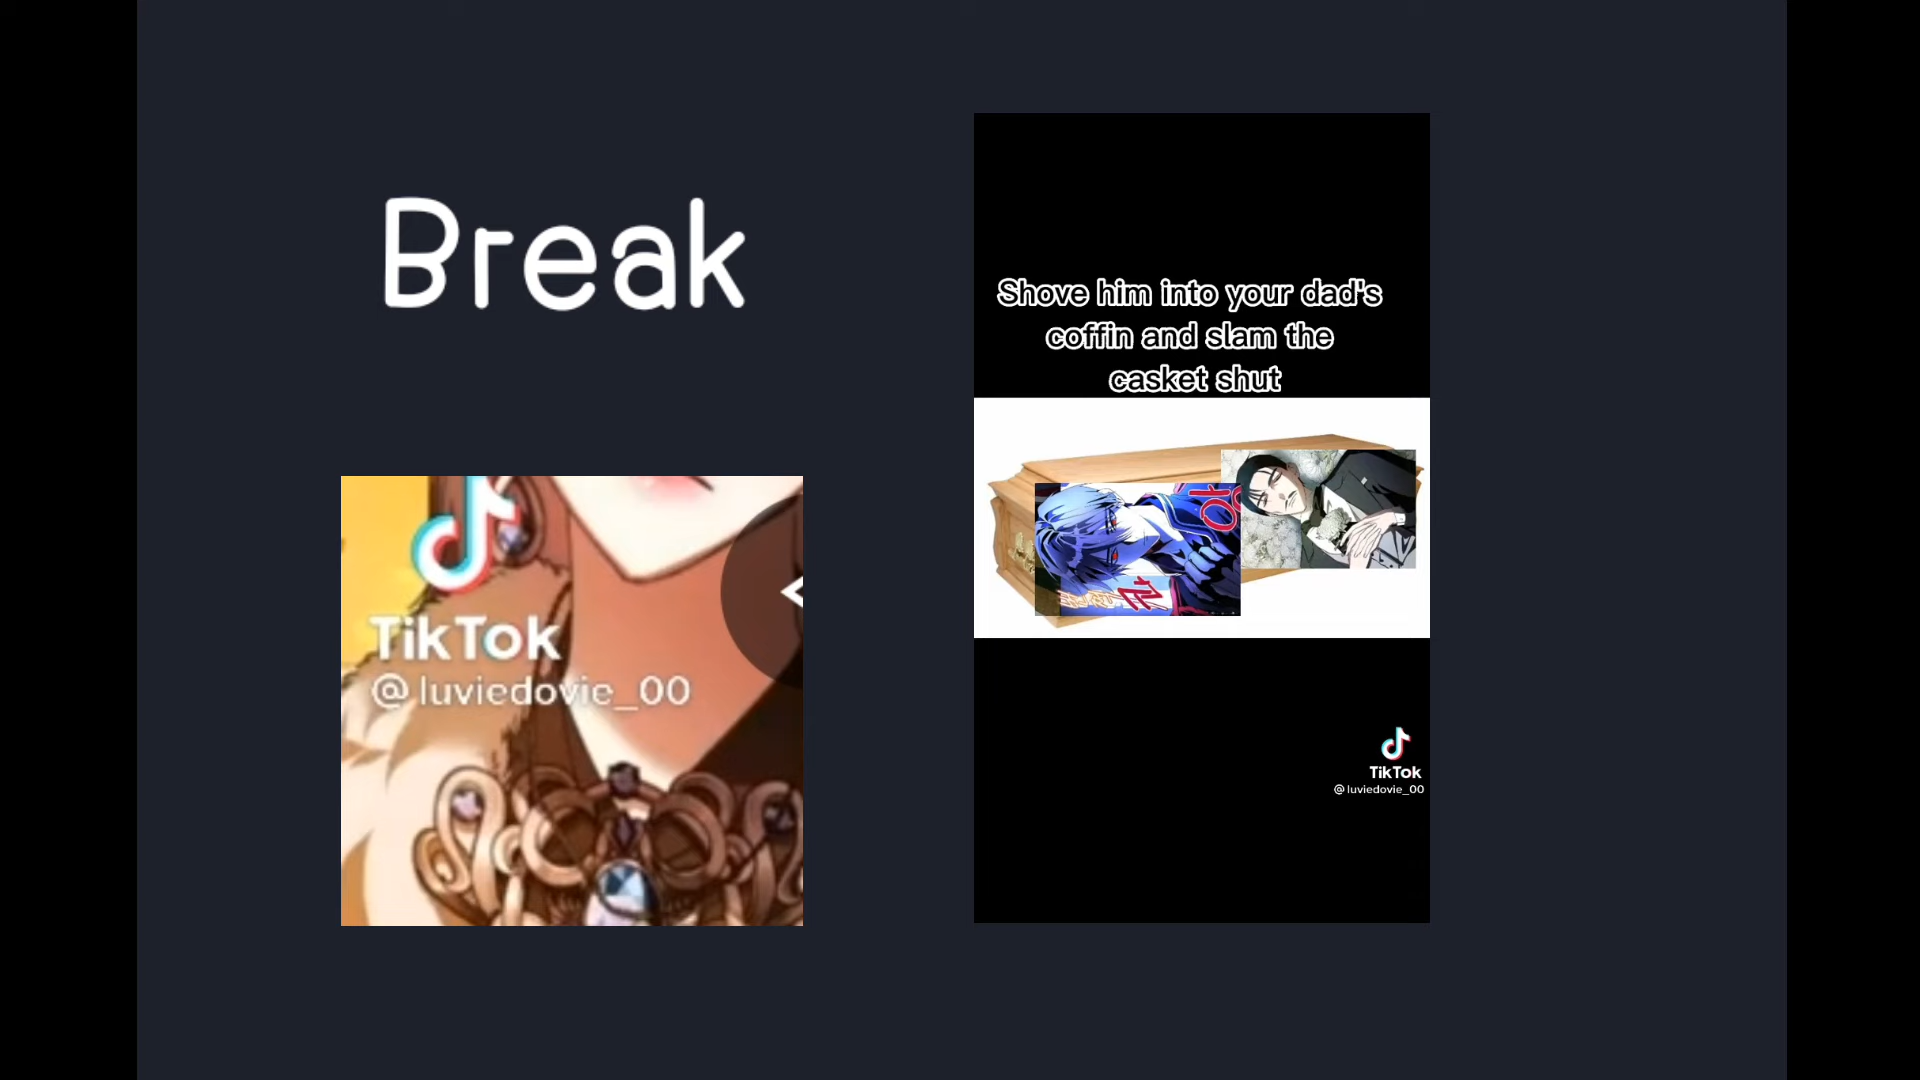 Break
TikTok
@luviedovie_00
Shove him into your dad's
coffin and slam the
casket shut
TikTok
@luviedovie_00